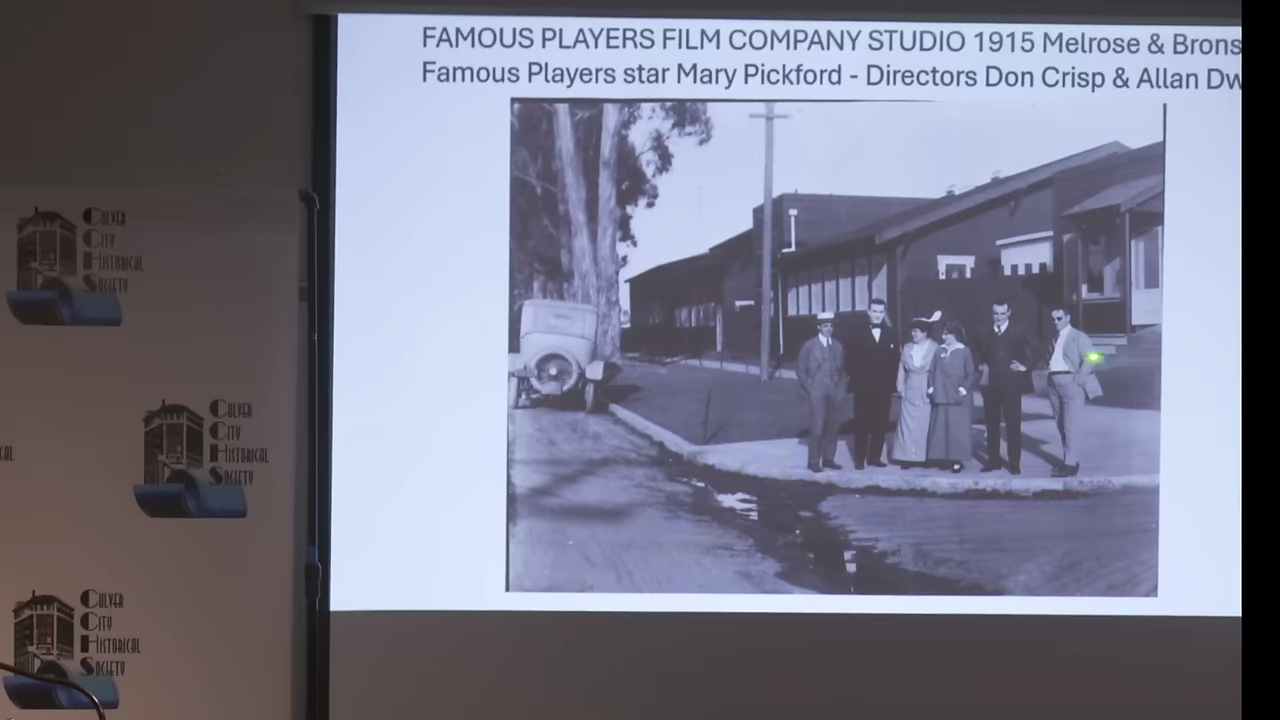 FAMOUS PLAYERS FILM COMPANY STUDIO 1915 Melrose & Brons
Famous Players star Mary Pickford - Directors Don Crisp & Allan Dw
CULVER
CITY
HISTORICAL
SOCIETY
CULVER
CITY
HISTORICAL
SOCIETY
CAL
CULVER
CITY
HISTORICAL
SOCIETY